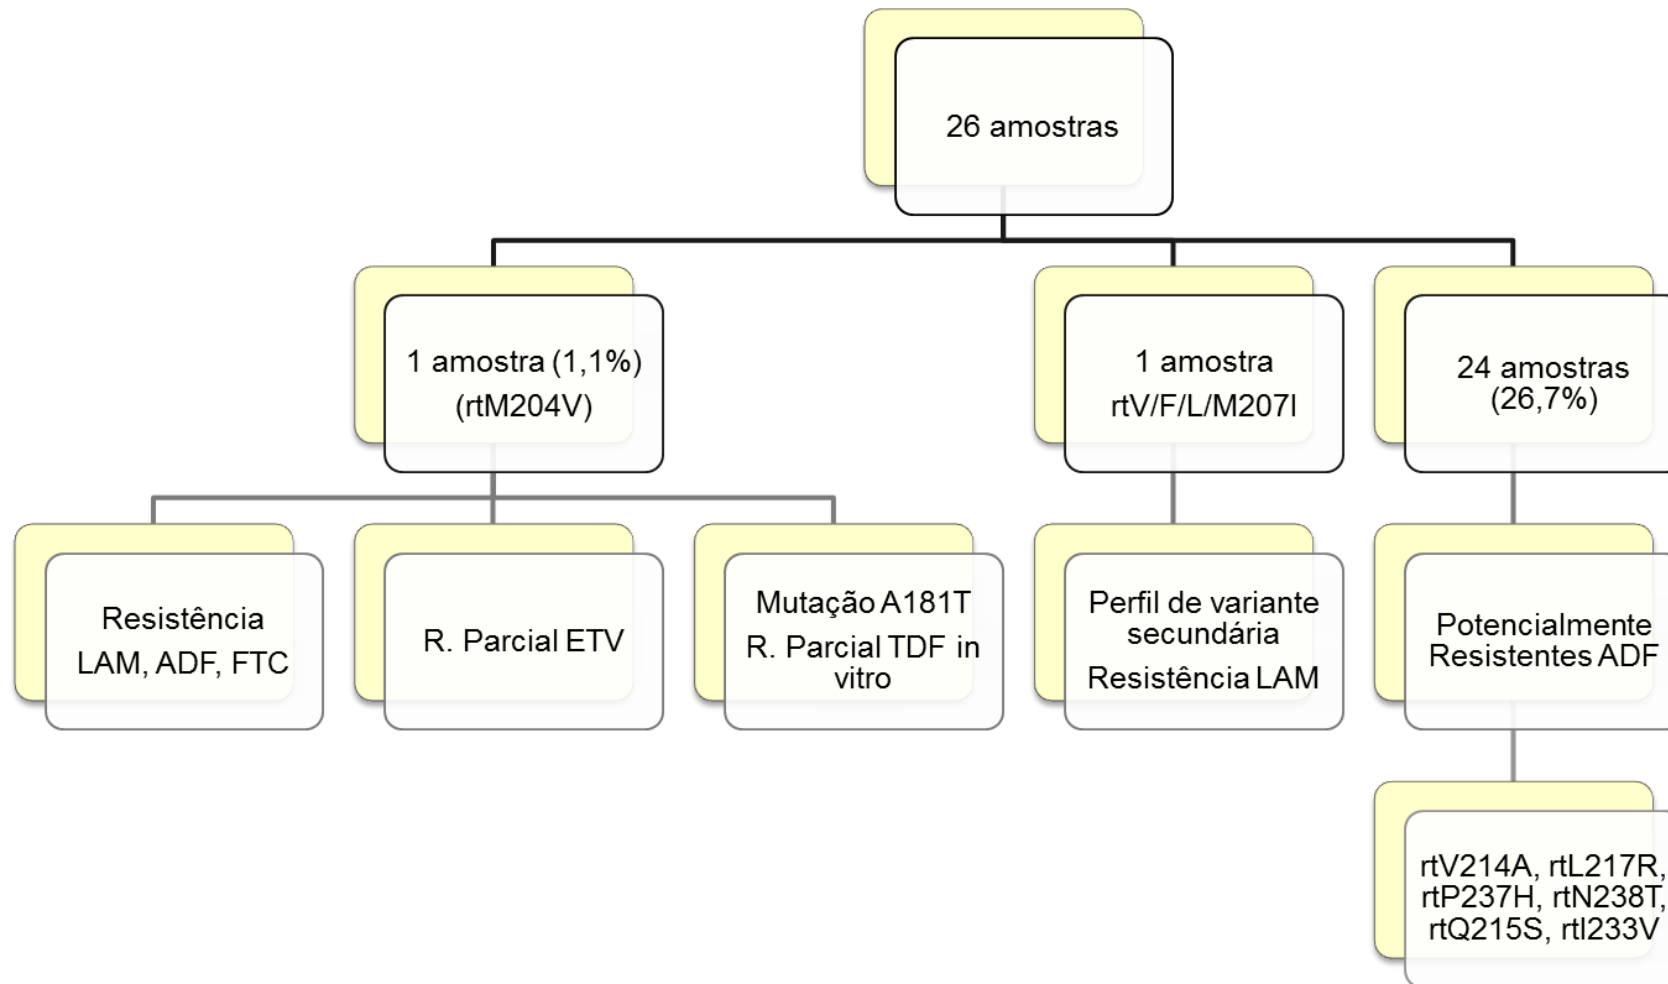 26 amostras
1 amostra (1,1%)
(rtM204V)
1 amostra
rtV/F/L/M207I
24 amostras
(26,7%)
Resistência
LAM, ADF, FTC
R. Parcial ETV
Mutação A181T
R. Parcial TDF in
vitro
Perfil de variante
secundária
Resistência LAM
Potencialmente
Resistentes ADF
rtV214A, rtL217R,
rtP237H, rtN238T,
rtQ215S, rtI233V